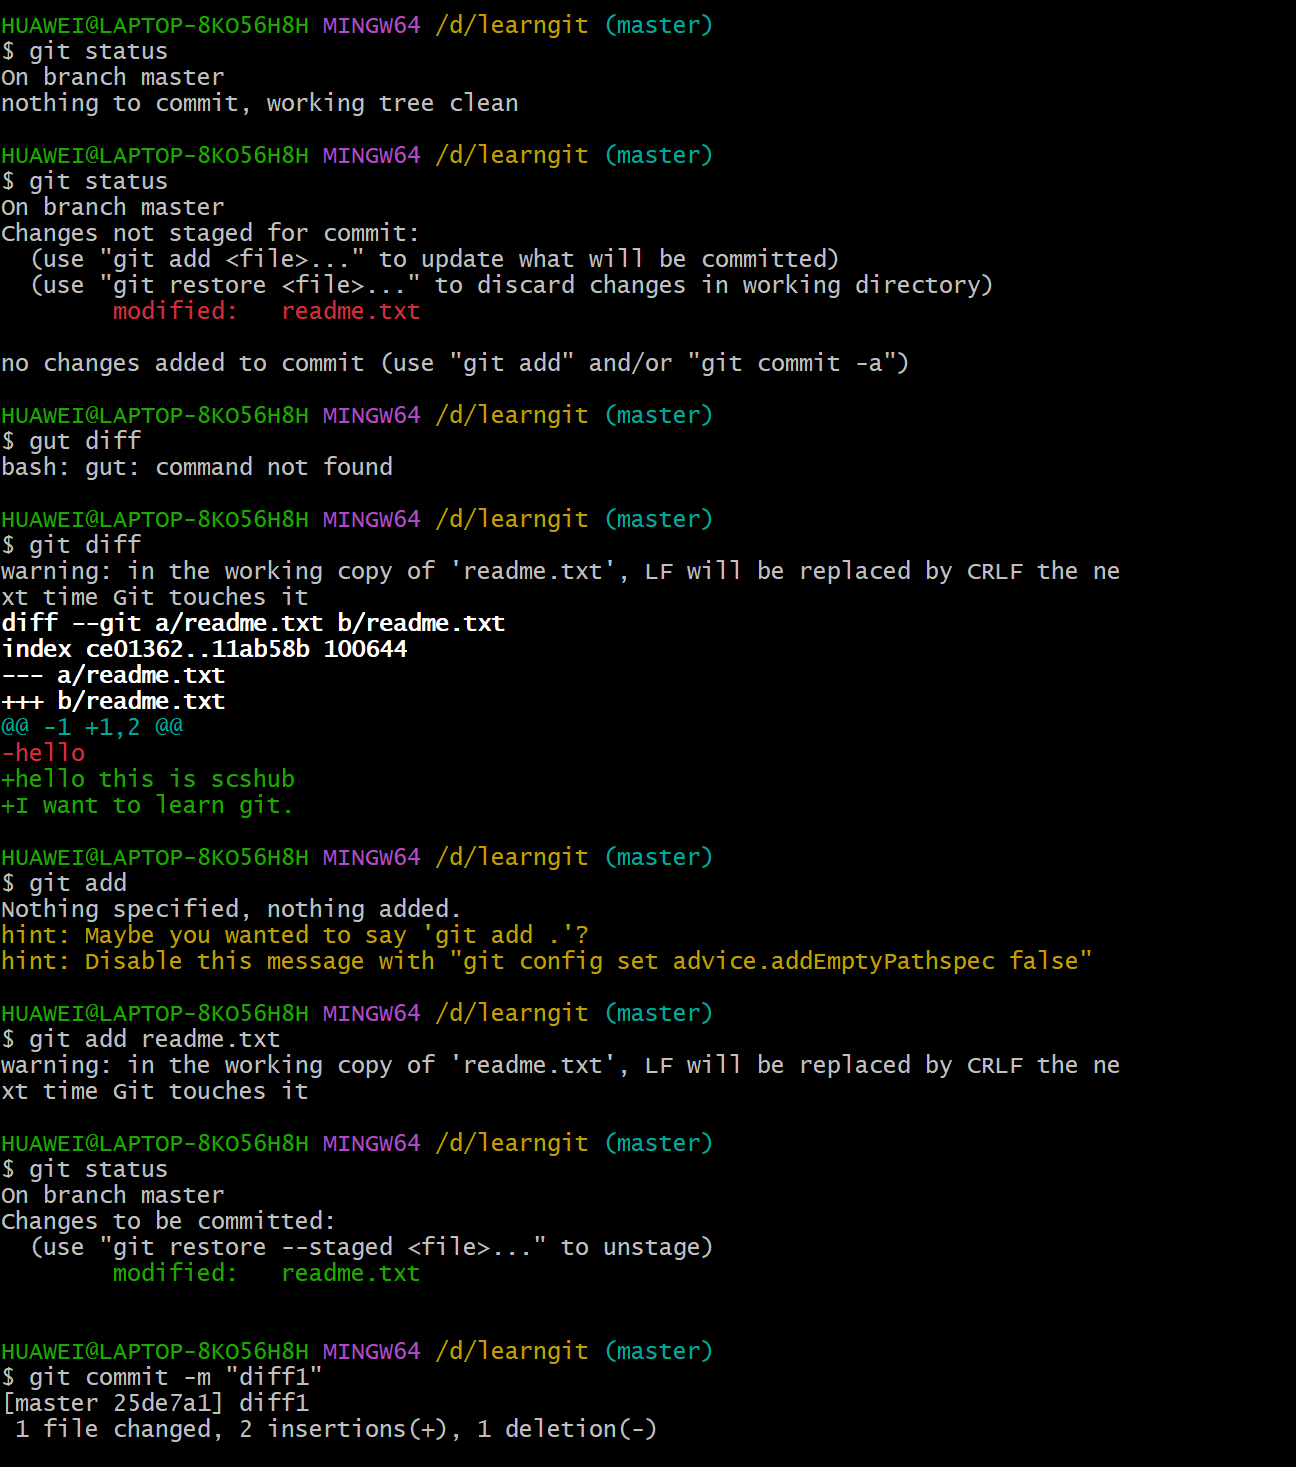 HUAWEI@LAPTOP-8KO56H8H MINGW64 /d/learngit (master)
$ git status
On branch master
nothing to commit, working tree clean

HUAWEI@LAPTOP-8KO56H8H MINGW64 /d/learngit (master)
$ git status
On branch master
Changes not staged for commit:
  (use "git add <file>..." to update what will be committed)
  (use "git restore <file>..." to discard changes in working directory)
        modified:   readme.txt

no changes added to commit (use "git add" and/or "git commit -a")

HUAWEI@LAPTOP-8KO56H8H MINGW64 /d/learngit (master)
$ gut diff
bash: gut: command not found

HUAWEI@LAPTOP-8KO56H8H MINGW64 /d/learngit (master)
$ git diff
warning: in the working copy of 'readme.txt', LF will be replaced by CRLF the ne
xt time Git touches it
diff --git a/readme.txt b/readme.txt
index ce01362..11ab58b 100644
--- a/readme.txt
+++ b/readme.txt
@@ -1 +1,2 @@
-hello
+hello this is scshub
+I want to learn git.

HUAWEI@LAPTOP-8KO56H8H MINGW64 /d/learngit (master)
$ git add
Nothing specified, nothing added.
hint: Maybe you wanted to say 'git add .'?
hint: Disable this message with "git config set advice.addEmptyPathspec false"

HUAWEI@LAPTOP-8KO56H8H MINGW64 /d/learngit (master)
$ git add readme.txt
warning: in the working copy of 'readme.txt', LF will be replaced by CRLF the ne
xt time Git touches it

HUAWEI@LAPTOP-8KO56H8H MINGW64 /d/learngit (master)
$ git status
On branch master
Changes to be committed:
  (use "git restore --staged <file>..." to unstage)
        modified:   readme.txt


HUAWEI@LAPTOP-8KO56H8H MINGW64 /d/learngit (master)
$ git commit -m "diff1"
[master 25de7a1] diff1
 1 file changed, 2 insertions(+), 1 deletion(-)